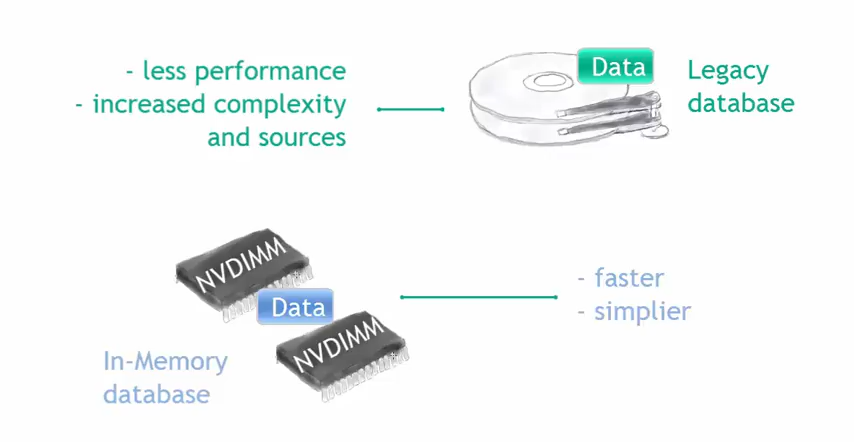 - less performance
- increased complexity
and sources
Data
Legacy
database
NVDIMM
Data
NVDIMM
In-Memory
database
- faster
- simplier